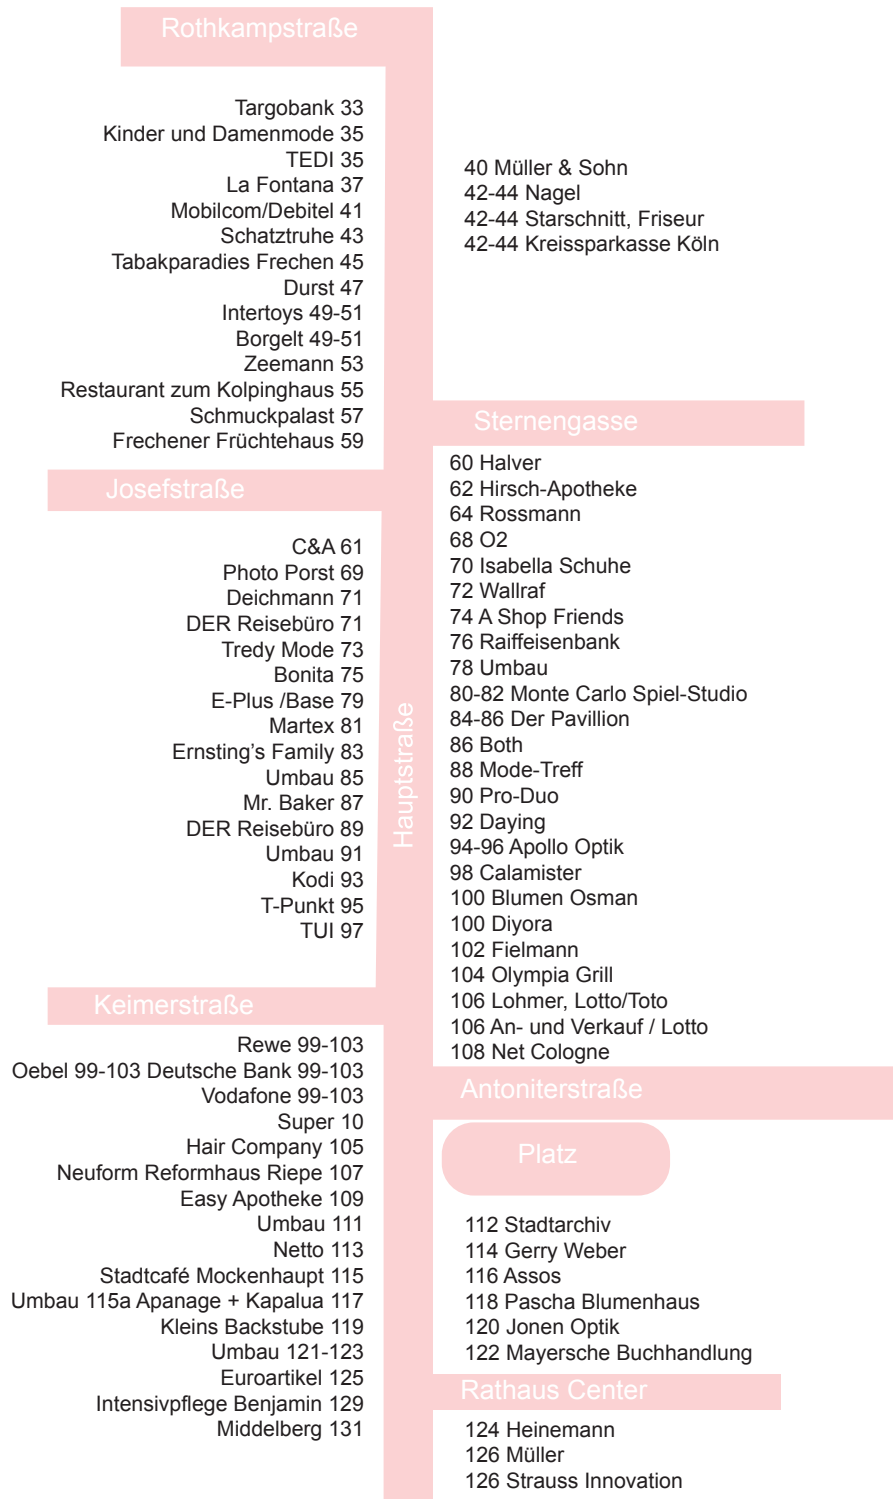 Rothkampstraße
Targobank 33
Kinder und Damenmode 35
TEDI 35
La Fontana 37
Mobilcom/Debitel 41
Schatztruhe 43
Tabakparadies Frechen 45
Durst 47
Intertoys 49-51
Borgelt 49-51
Zeemann 53
Restaurant zum Kolpinghaus 55
Schmuckpalast 57
Frechener Früchtehaus 59
40 Müller & Sohn
42-44 Nagel
42-44 Starschnitt, Friseur
42-44 Kreissparkasse Köln
Sternengasse
Josefstraße
C&A 61
Photo Porst 69
Deichmann 71
DER Reisebüro 71
Tredy Mode 73
Bonita 75
E-Plus /Base 79
Martex 81
Ernsting’s Family 83
Umbau 85
Mr. Baker 87
DER Reisebüro 89
Umbau 91
Kodi 93
T-Punkt 95
TUI 97
Hauptstraße
60 Halver
62 Hirsch-Apotheke
64 Rossmann
68 O2
70 Isabella Schuhe
72 Wallraf
74 A Shop Friends
76 Raiffeisenbank
78 Umbau
80-82 Monte Carlo Spiel-Studio
84-86 Der Pavillion
86 Both
88 Mode-Treff
90 Pro-Duo
92 Daying
94-96 Apollo Optik
98 Calamister
100 Blumen Osman
100 Diyora
102 Fielmann
104 Olympia Grill
106 Lohmer, Lotto/Toto
106 An- und Verkauf / Lotto
108 Net Cologne
Keimerstraße
Rewe 99-103
Oebel 99-103 Deutsche Bank 99-103
Vodafone 99-103
Super 10
Hair Company 105
Neuform Reformhaus Riepe 107
Easy Apotheke 109
Umbau 111
Netto 113
Stadtcafé Mockenhaupt 115
Umbau 115a Apanage + Kapalua 117
Kleins Backstube 119
Umbau 121-123
Euroartikel 125
Intensivpflege Benjamin 129
Middelberg 131
Antoniterstraße
Platz
112 Stadtarchiv
114 Gerry Weber
116 Assos
118 Pascha Blumenhaus
120 Jonen Optik
122 Mayersche Buchhandlung
Rathaus Center
124 Heinemann
126 Müller
126 Strauss Innovation